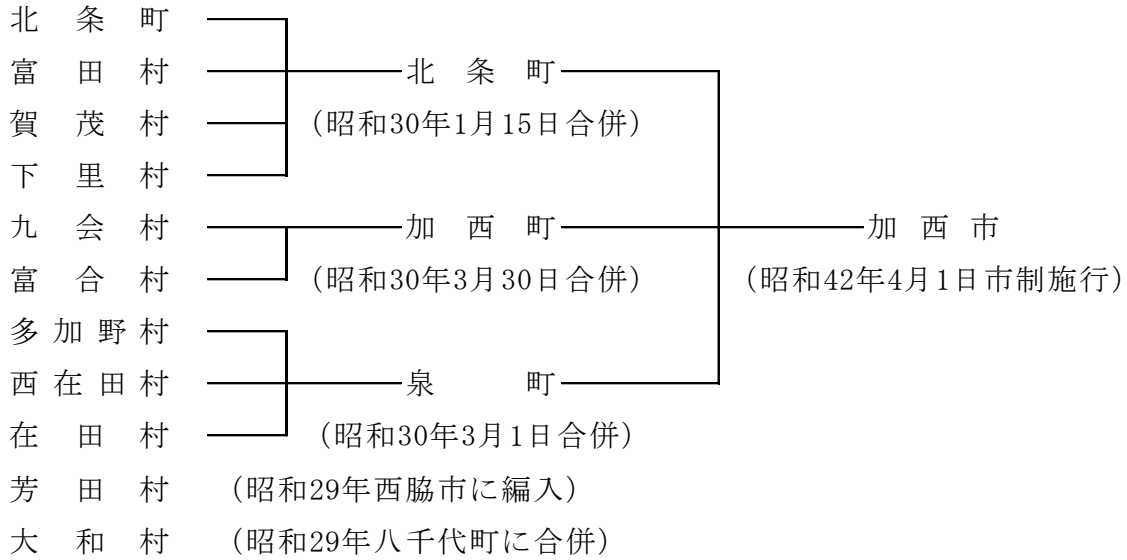 北条町
富田村 北条町
賀茂村 （昭和30年1月15日合併）
下里村
九会村 加西町 加西市
富合村 （昭和30年3月30日合併） （昭和42年4月1日市制施行）
多加野村
西在田村 泉町
在田村 （昭和30年3月1日合併）
芳田村 （昭和29年西脇市に編入）
大和村 （昭和29年八千代町に合併）